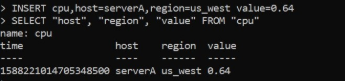 > INSERT cpu,host=serverA,region=us_west value=0.64
> SELECT "host", "region", "value" FROM "cpu"
name: cpu
time host region value
---- ---- ------ -----
1588221014705348500 serverA us_west 0.64